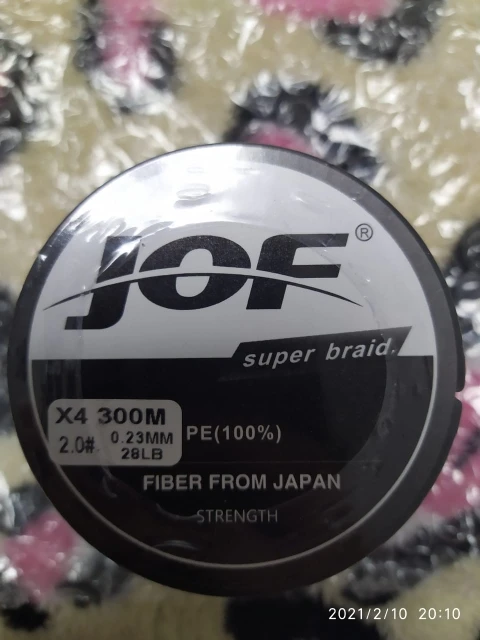 JOF®
super braid.
X4 300M
2.0# 0.23MM
28LB
PE(100%)
FIBER FROM JAPAN
STRENGTH
2021/2/10 20:10